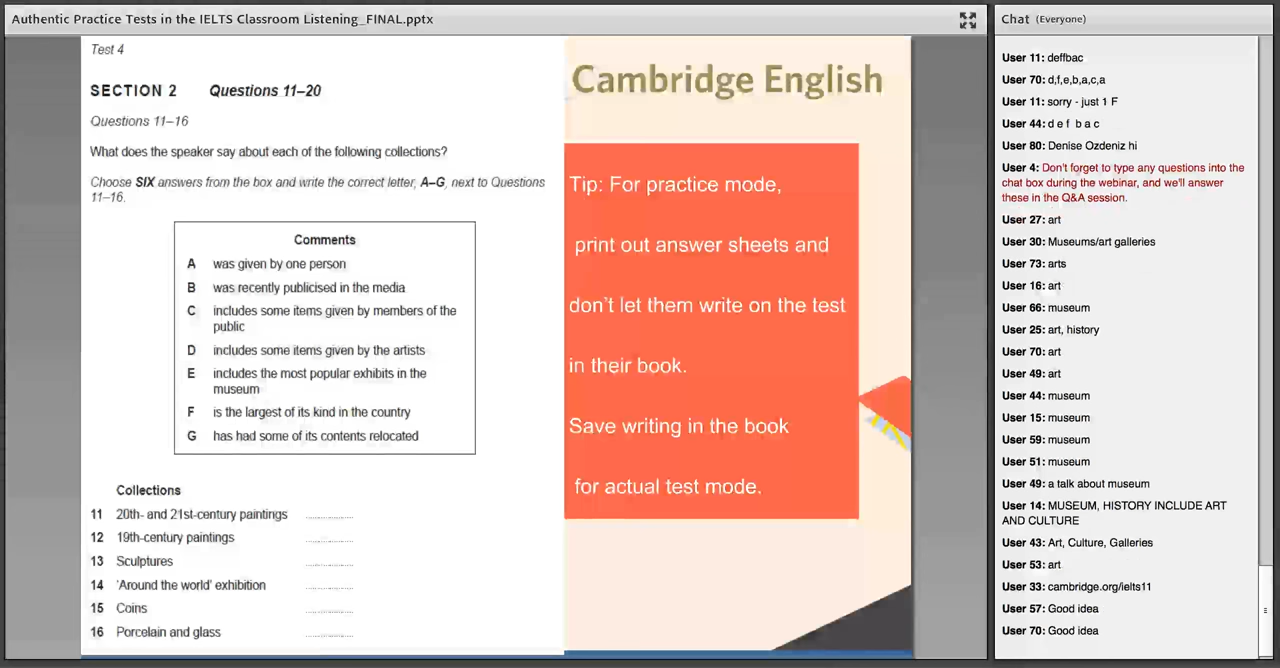 Authentic Practice Tests in the IELTS Classroom Listening_FINAL.pptx
Test 4
SECTION 2 Questions 11–20
Questions 11–16
What does the speaker say about each of the following collections?
Choose SIX answers from the box and write the correct letter, A–G, next to Questions
11–16.
Comments
A was given by one person
B was recently publicised in the media
C includes some items given by members of the
public
D includes some items given by the artists
E includes the most popular exhibits in the
museum
F is the largest of its kind in the country
G has had some of its contents relocated
Collections
11 20th- and 21st-century paintings ....................
12 19th-century paintings ....................
13 Sculptures ....................
14 'Around the world' exhibition ....................
15 Coins ....................
16 Porcelain and glass ....................
Cambridge English
Tip: For practice mode,
print out answer sheets and
don't let them write on the test
in their book.
Save writing in the book
for actual test mode.
Chat (Everyone)
User 11: deffbac
User 70: d,f,e,b,a,c,a
User 11: sorry - just 1 F
User 44: d e f b a c
User 80: Denise Ozdeniz hi
User 4: Don't forget to type any questions into the
chat box during the webinar, and we'll answer
these in the Q&A session.
User 27: art
User 30: Museums/art galleries
User 73: arts
User 16: art
User 66: museum
User 25: art, history
User 70: art
User 49: art
User 44: museum
User 15: museum
User 59: museum
User 51: museum
User 49: a talk about museum
User 14: MUSEUM, HISTORY INCLUDE ART
AND CULTURE
User 43: Art, Culture, Galleries
User 53: art
User 33: cambridge.org/ielts11
User 57: Good idea
User 70: Good idea